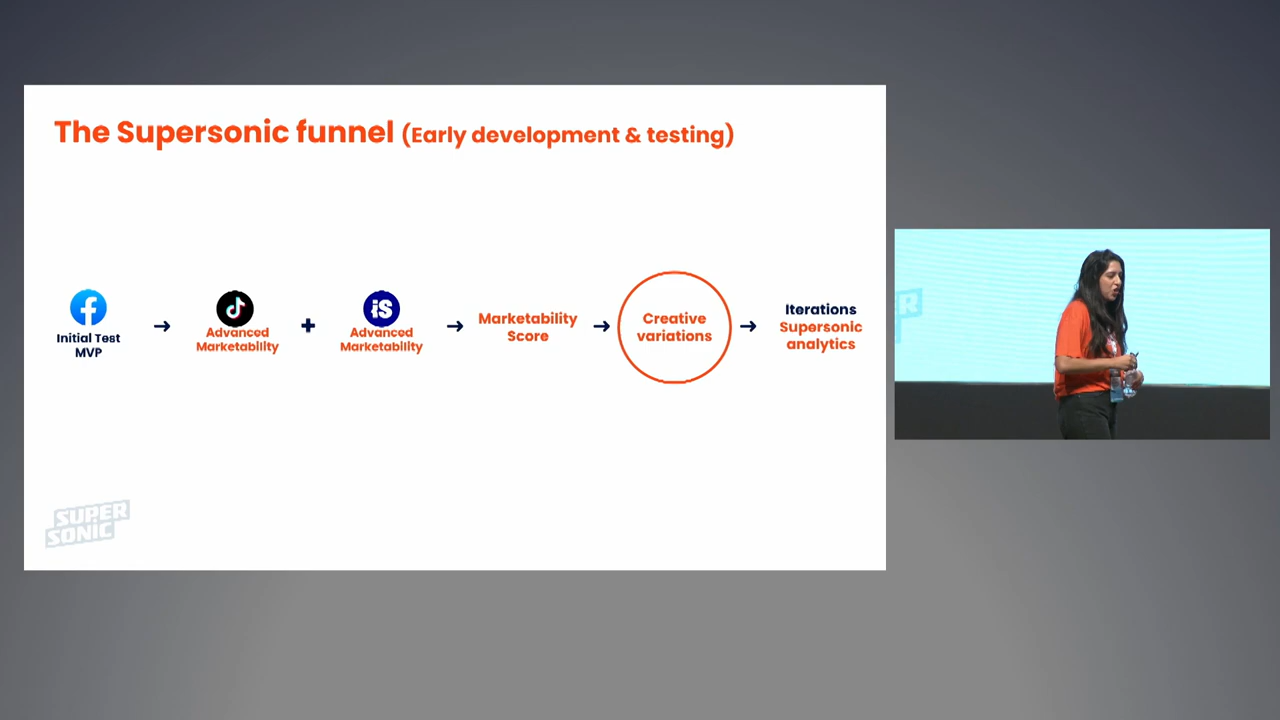 The Supersonic funnel (Early development & testing)
Initial Test
MVP
Advanced
Marketability
+
iS
Advanced
Marketability
Marketability
Score
Creative
variations
Iterations
Supersonic
analytics
SUPER
SONIC